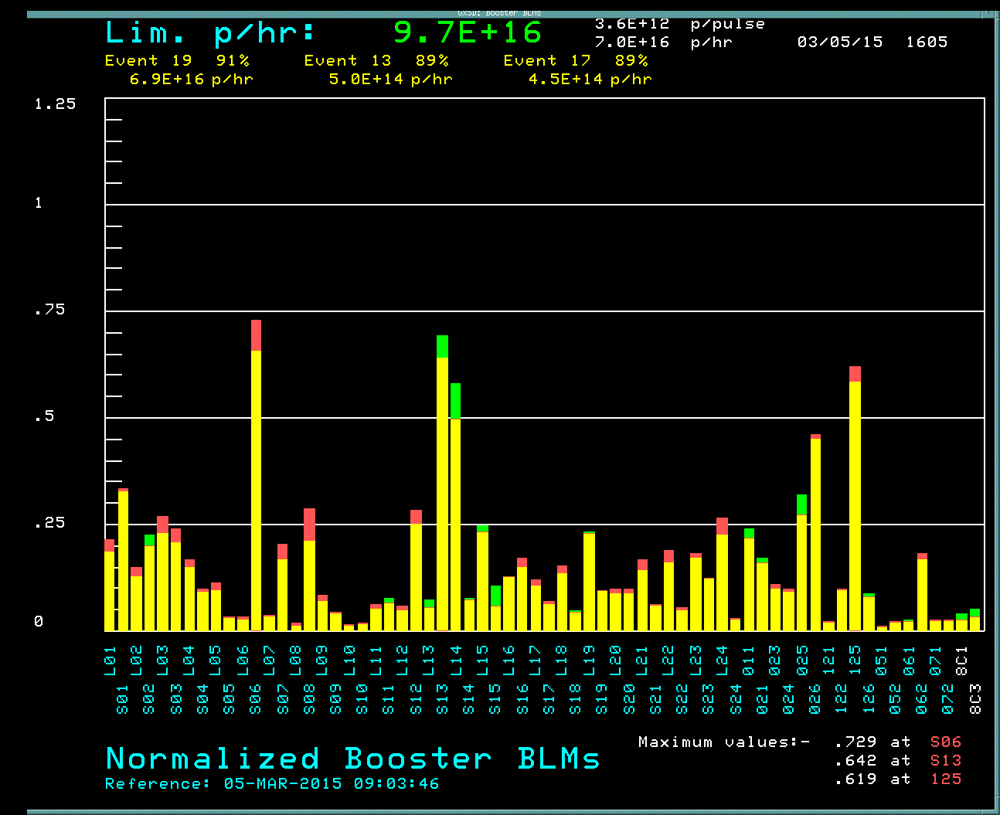 Gx5D: Booster BLMs
Lim. p/hr: 9.7E+16
3.6E+12 p/pulse
7.0E+16 p/hr 03/05/15 1605
Event 19 91% Event 13 89% Event 17 89%
6.9E+16 p/hr 5.0E+14 p/hr 4.5E+14 p/hr
1.25
1
.75
.5
.25
0
L01 L02 L03 L04 L05 L06 L07 L08 L09 L10 L11 L12 L13 L14 L15 L16 L17 L18 L19 L20 L21 L22 L23 L24 011 023 025 121 125 051 061 071 8C1
S01 S02 S03 S04 S05 S06 S07 S08 S09 S10 S11 S12 S13 S14 S15 S16 S17 S18 S19 S20 S21 S22 S23 S24 021 024 026 122 126 052 062 072 8C3
Maximum values:- .729 at S06
.642 at S13
.619 at 125
Normalized Booster BLMs
Reference: 05-MAR-2015 09:03:46